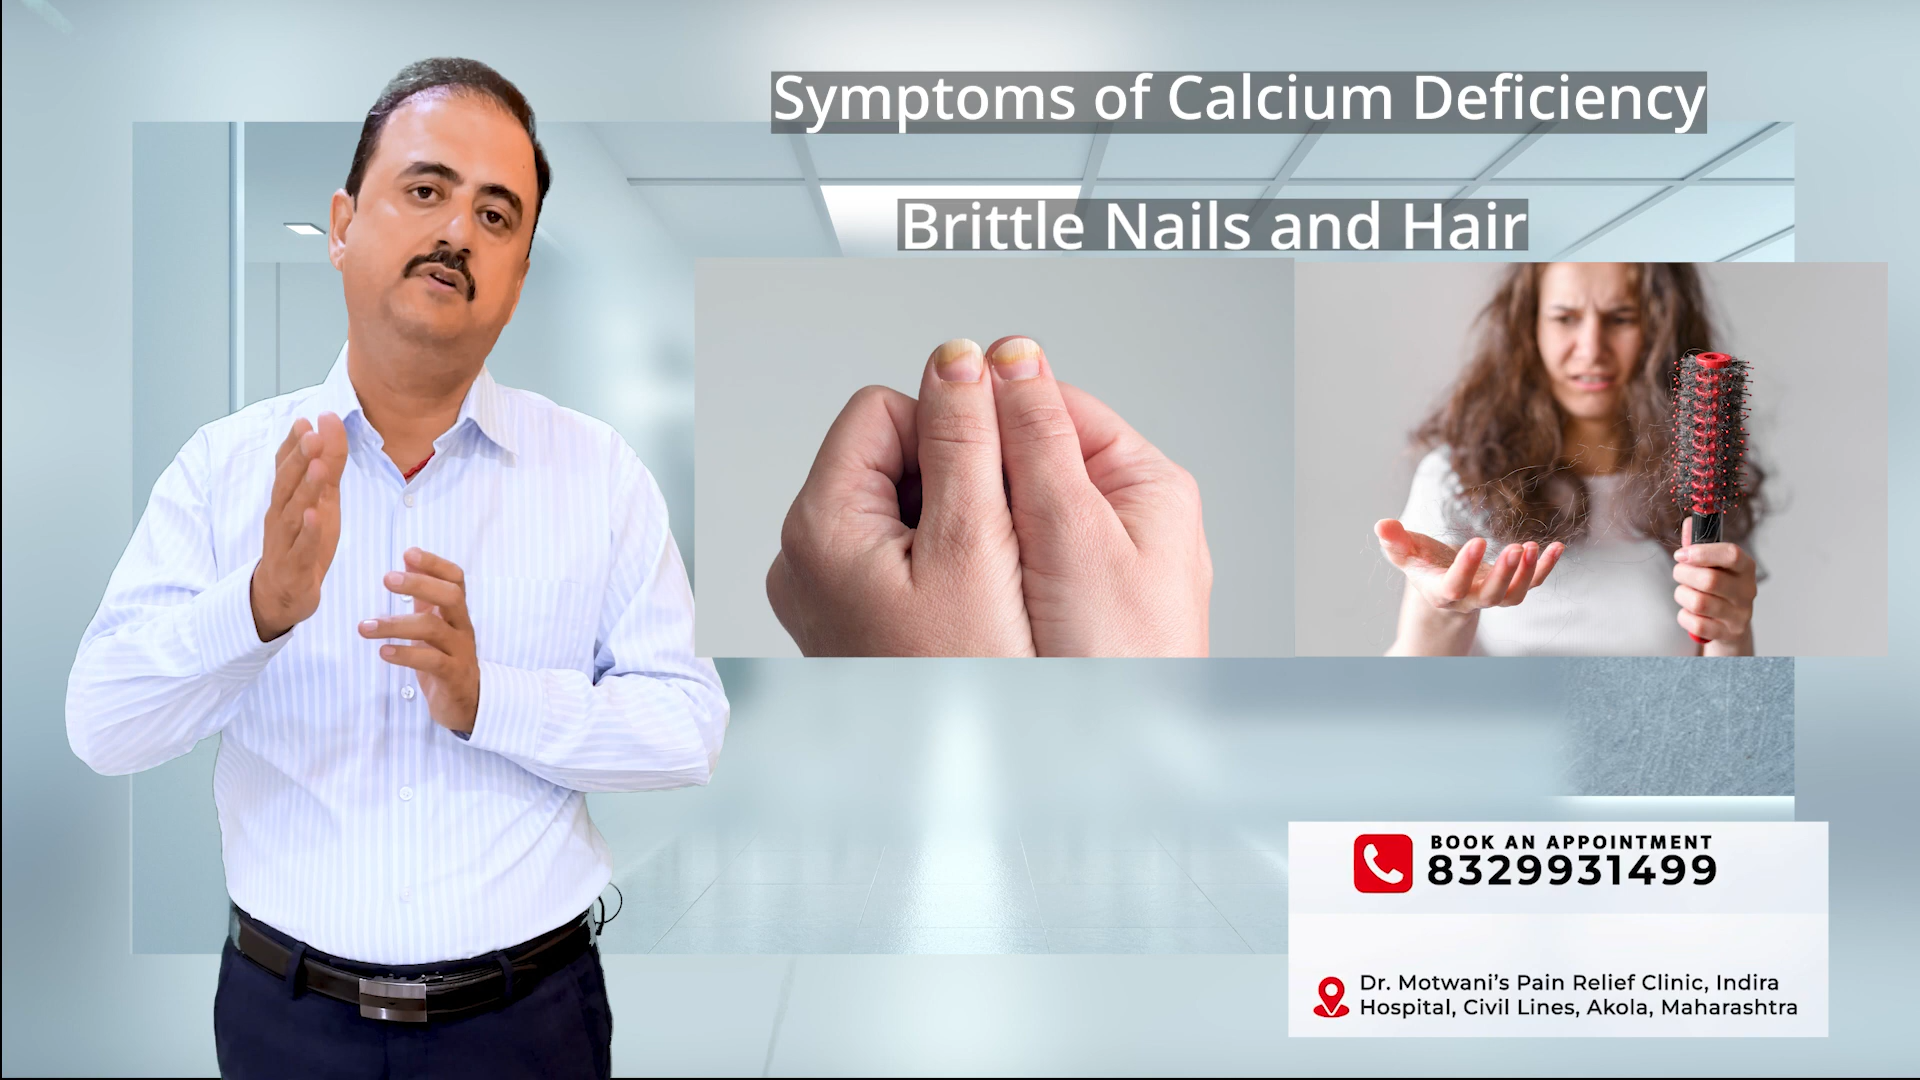 Symptoms of Calcium Deficiency
Brittle Nails and Hair
BOOK AN APPOINTMENT
8329931499
Dr. Motwani’s Pain Relief Clinic, Indira
Hospital, Civil Lines, Akola, Maharashtra